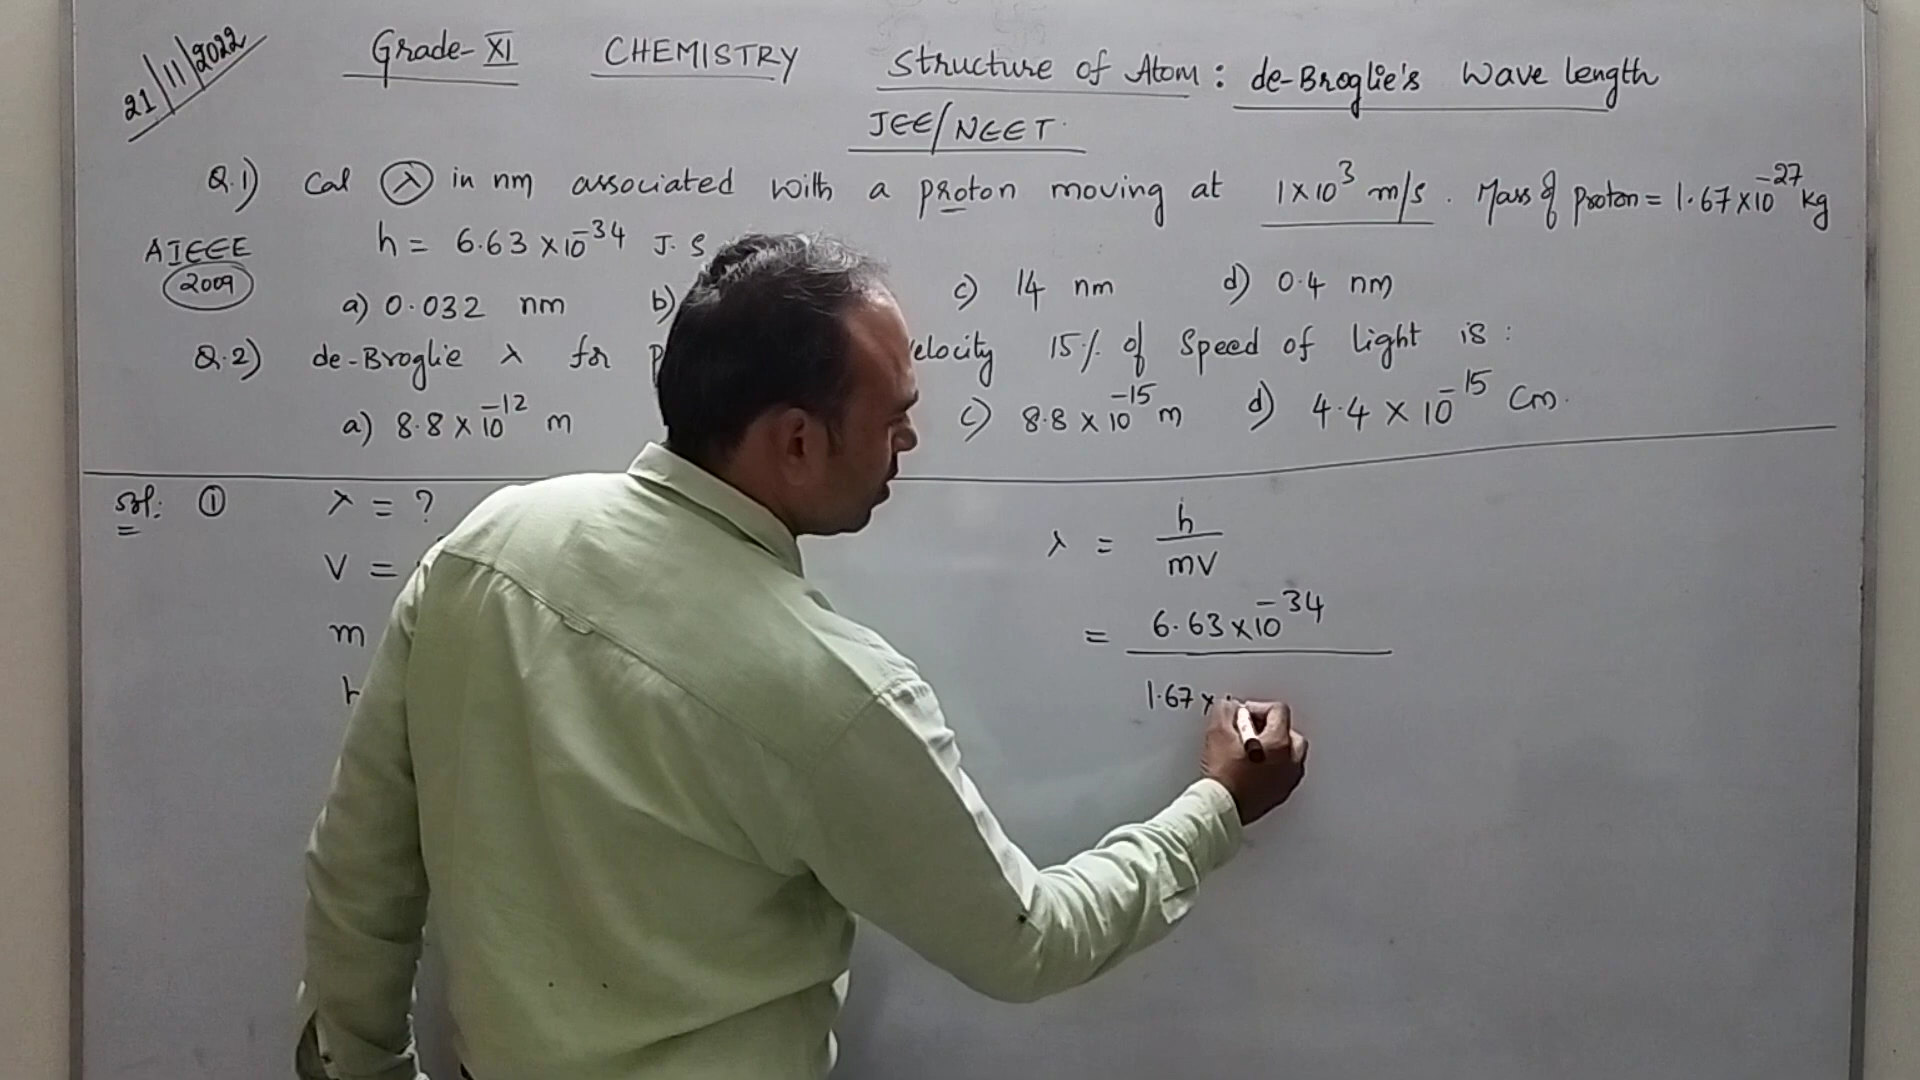 21/11/2022
Grade-XI CHEMISTRY Structure of Atom: de-Broglie's Wave length
JEE/NEET.
Q.1) Cal λ in nm associated with a proton moving at 1×10³ m/s. Mass of proton = 1.67×10⁻²⁷ kg
AIEEE
2009
h = 6.63×10⁻³⁴ J.S
a) 0.032 nm b) c) 14 nm d) 0.4 nm
Q.2) de-Broglie λ for 15% of Speed of light is:
a) 8.8×10⁻¹² m c) 8.8×10⁻¹⁵ m d) 4.4×10⁻¹⁵ Cm.
Sol: ① λ = ?
V =
m
λ = h/mV
= 6.63×10⁻³⁴
1.67×